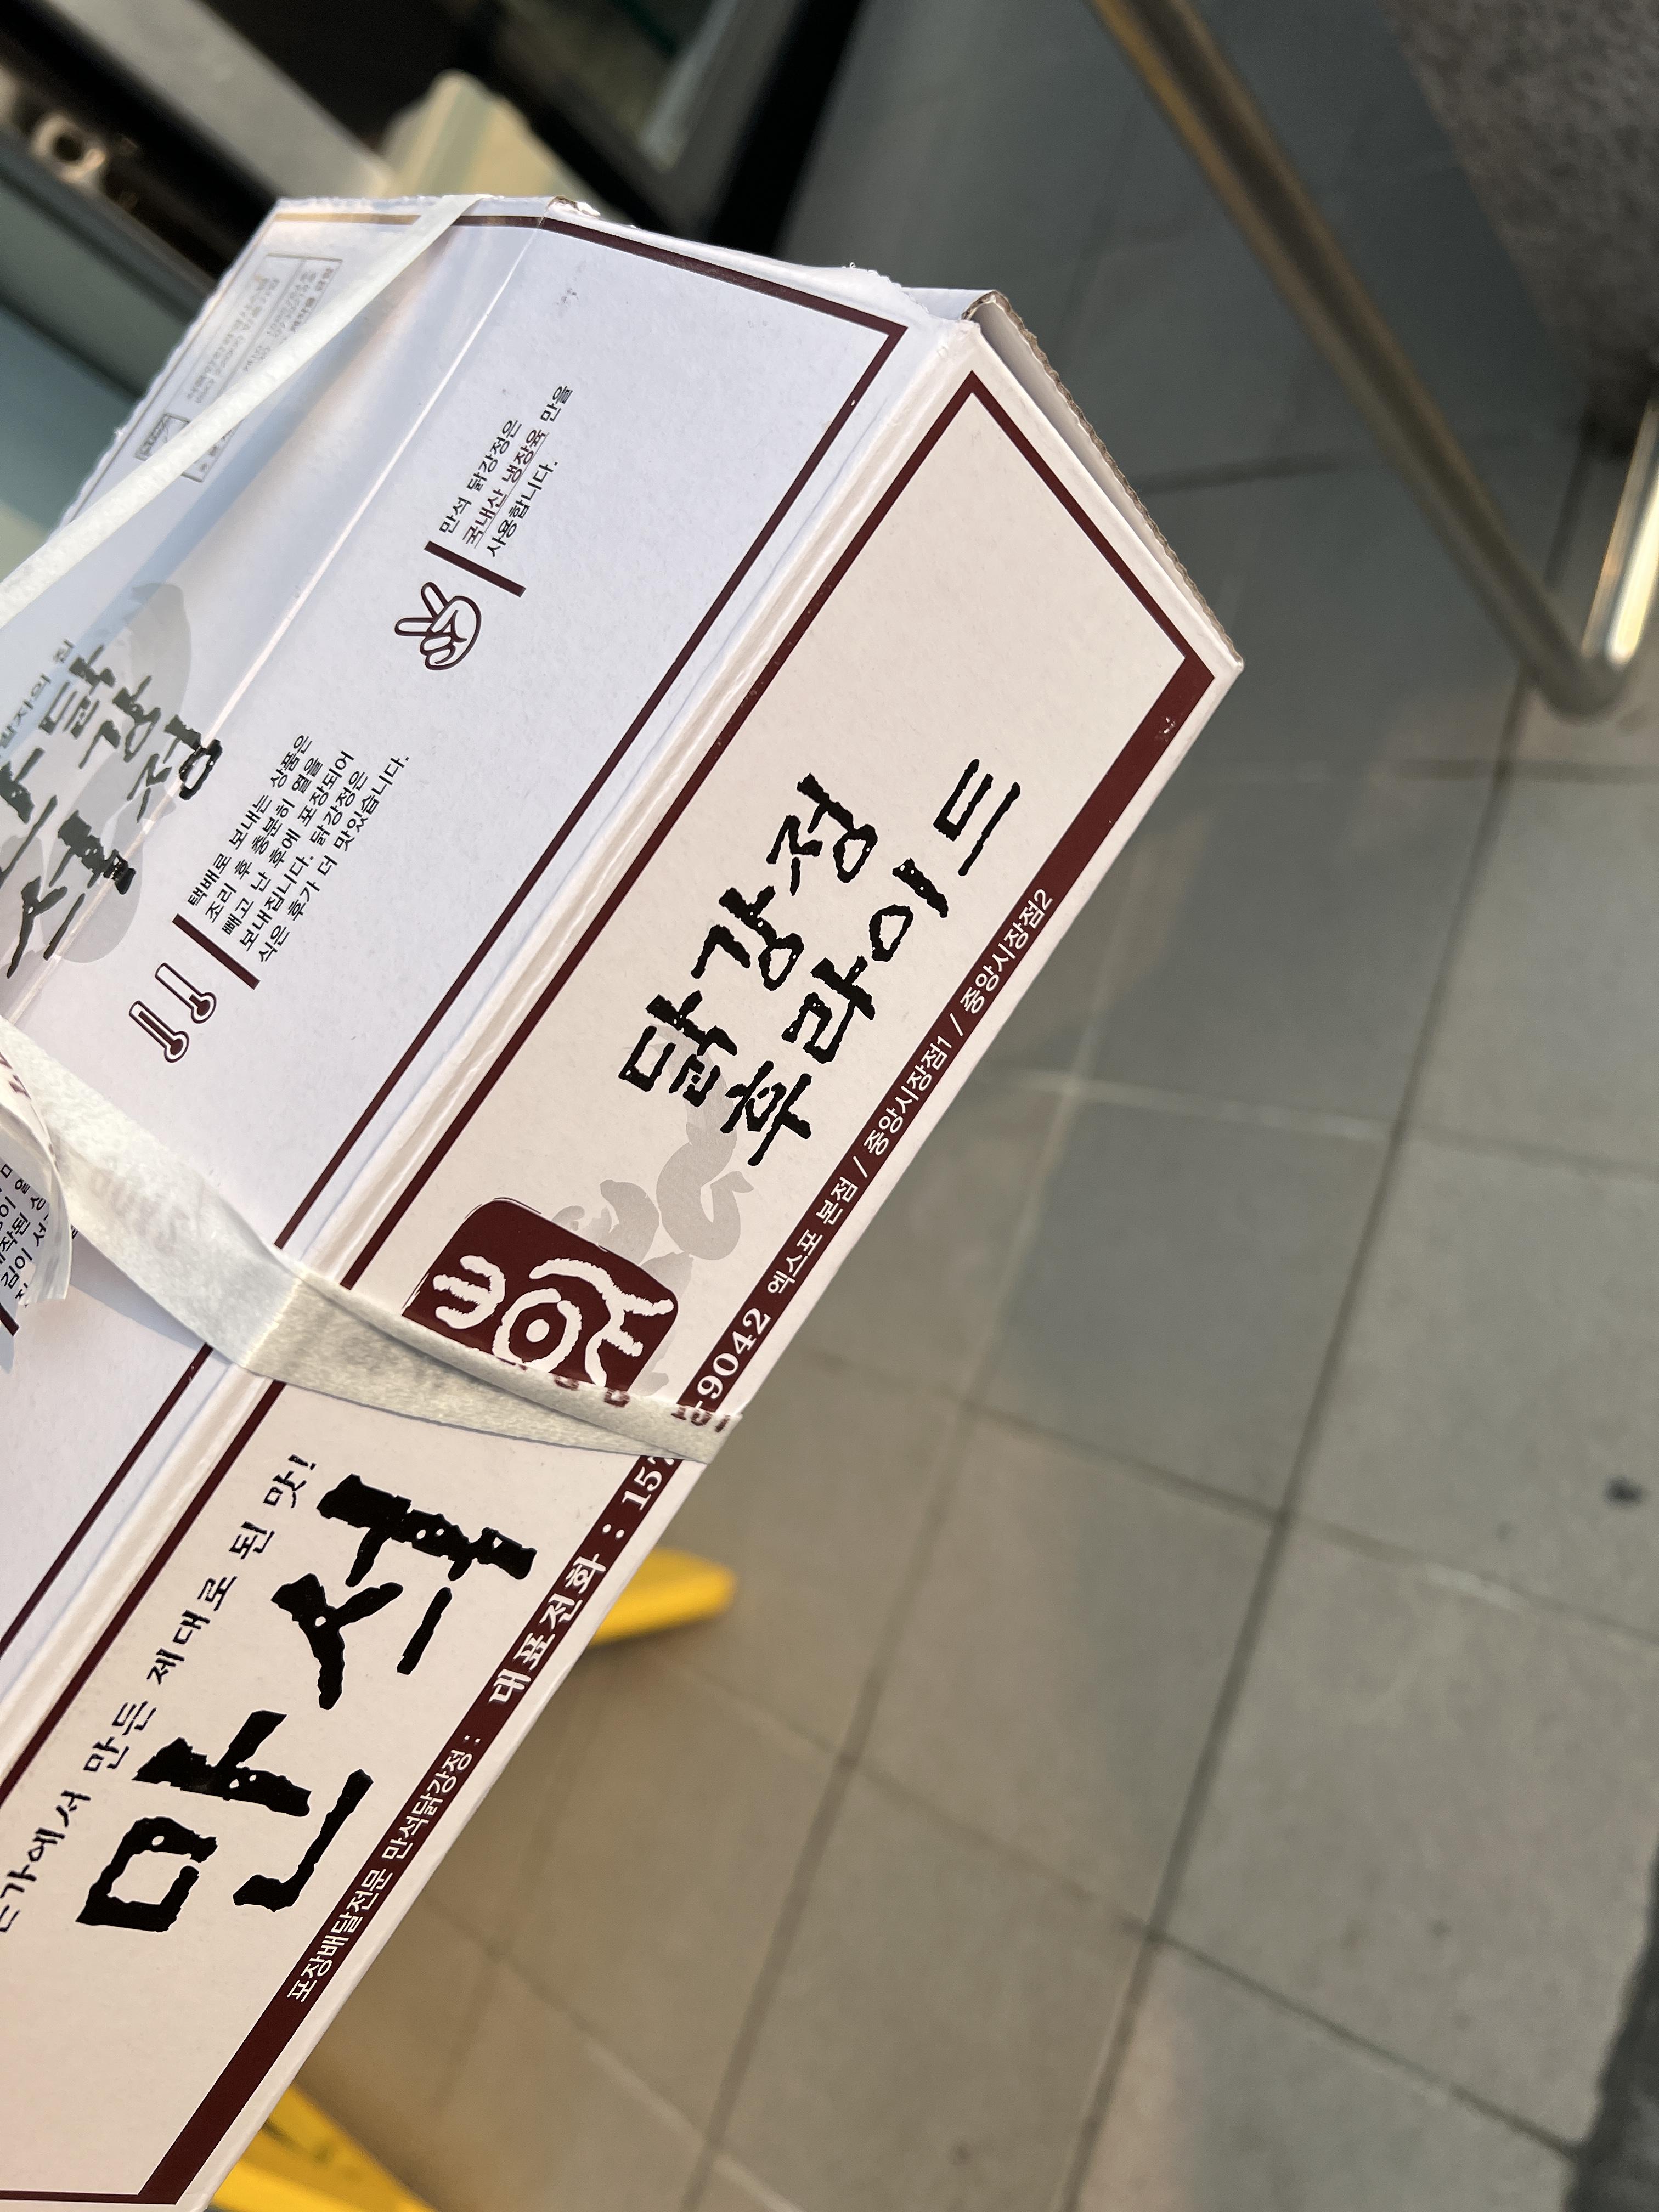 만석 닭강정은
국내산 냉장육 만을
사용합니다.
택배로 보내는 상품은
조리 후 충분히 열을
빼고 난 후에 포장되어
보내집니다. 닭강정은
식은 후가 더 맛있습니다.
닭강정
에서 만든 제대로 된 맛!
만석
닭강정
후라이드
포장배달전문 만석닭강정 : 대표전화 : 15 -9042 엑스포 본점 / 중앙시장점1 / 중앙시장점2